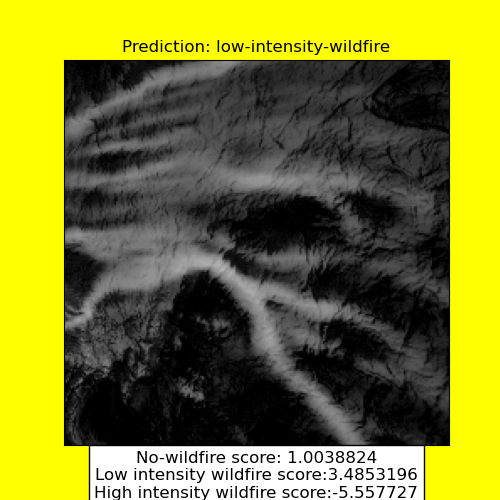 Prediction: low-intensity-wildfire
No-wildfire score: 1.0038824
Low intensity wildfire score:3.4853196
High intensity wildfire score:-5.557727